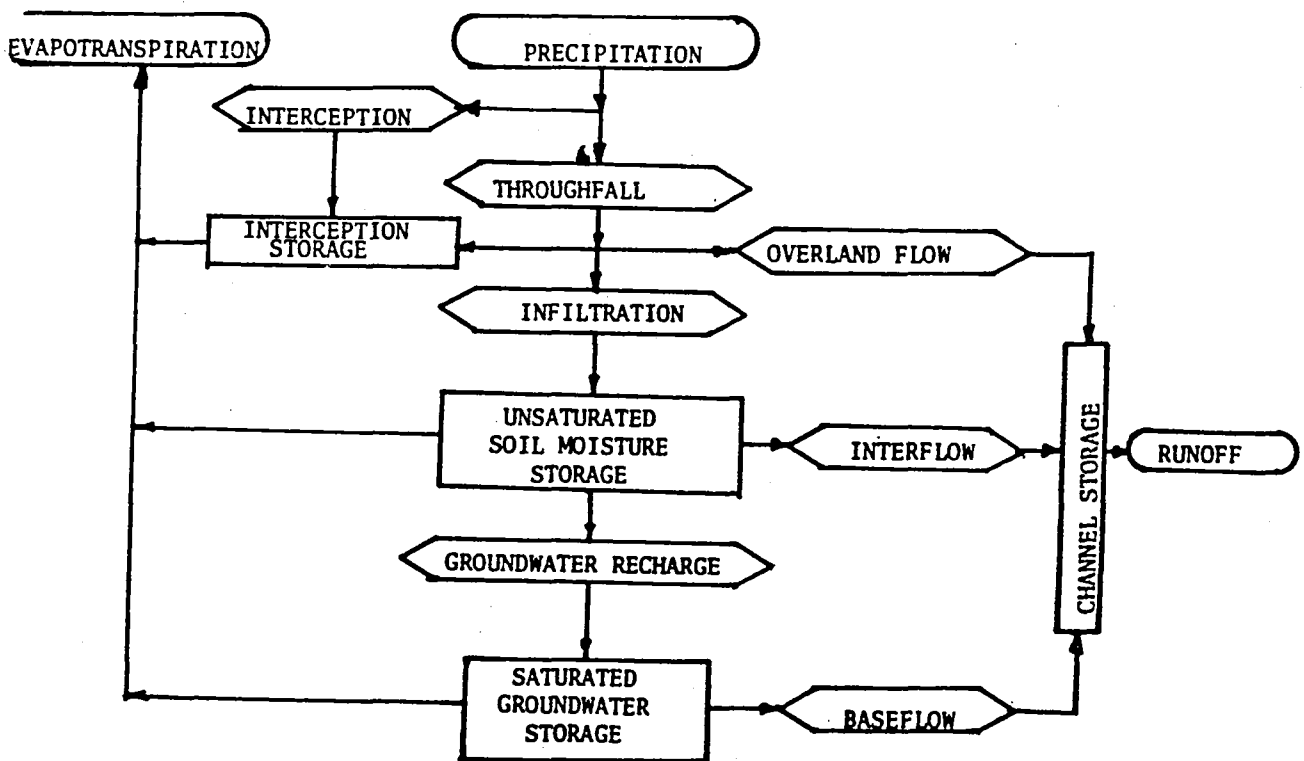 EVAPOTRANSPIRATION
PRECIPITATION
INTERCEPTION
THROUGHFALL
INTERCEPTION
STORAGE
OVERLAND FLOW
INFILTRATION
UNSATURATED
SOIL MOISTURE
STORAGE
INTERFLOW
CHANNEL STORAGE
RUNOFF
GROUNDWATER RECHARGE
SATURATED
GROUNDWATER
STORAGE
BASEFLOW